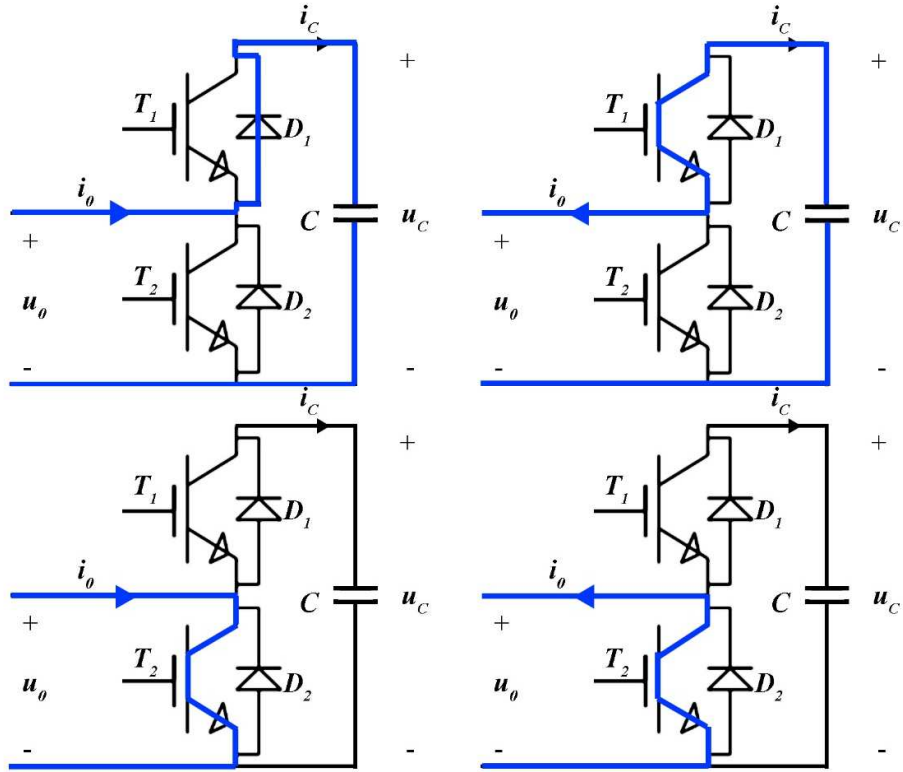 i_C i_C
+ +
T_1 D_1 T_1 D_1
i_0 i_0
+ C u_C + C u_C
T_2 T_2
u_0 D_2 u_0 D_2
- - - -
i_C i_C
+ +
T_1 D_1 T_1 D_1
i_0 i_0
+ C u_C + C u_C
T_2 T_2
u_0 D_2 u_0 D_2
- - - -